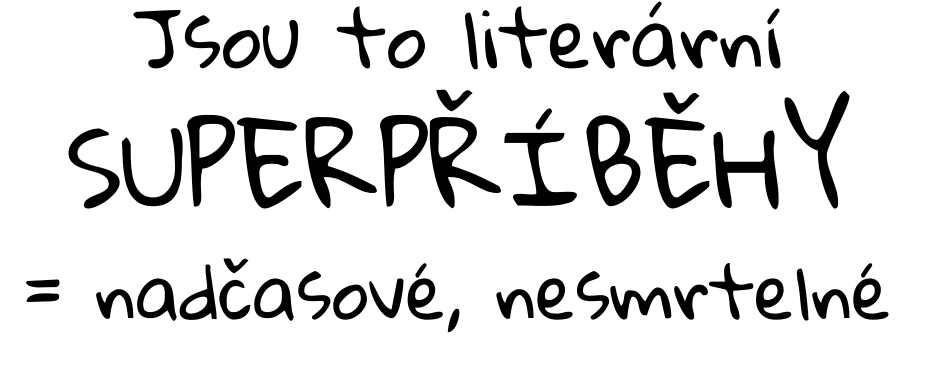 Jsou to literární
SUPERPŘÍBĚHY
= nadčasové, nesmrtelné